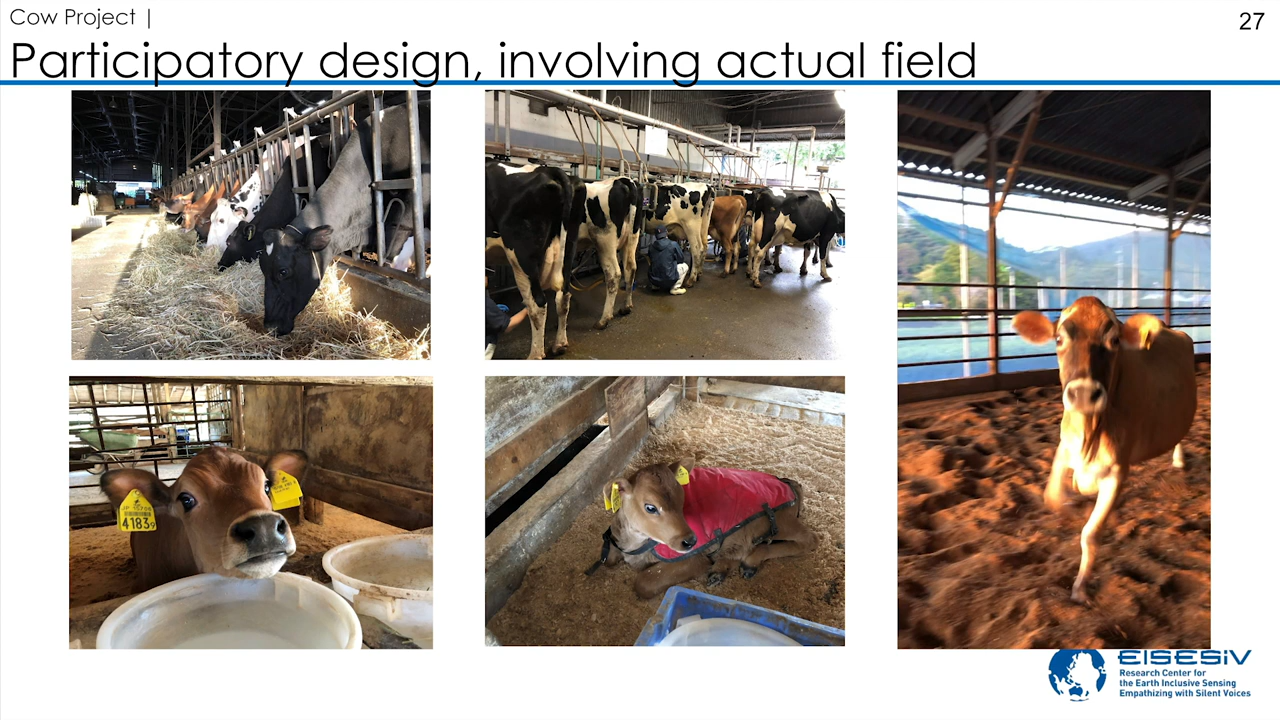 Cow Project |
27
Participatory design, involving actual field
4183
EISESiV
Research Center for
the Earth Inclusive Sensing
Empathizing with Silent Voices